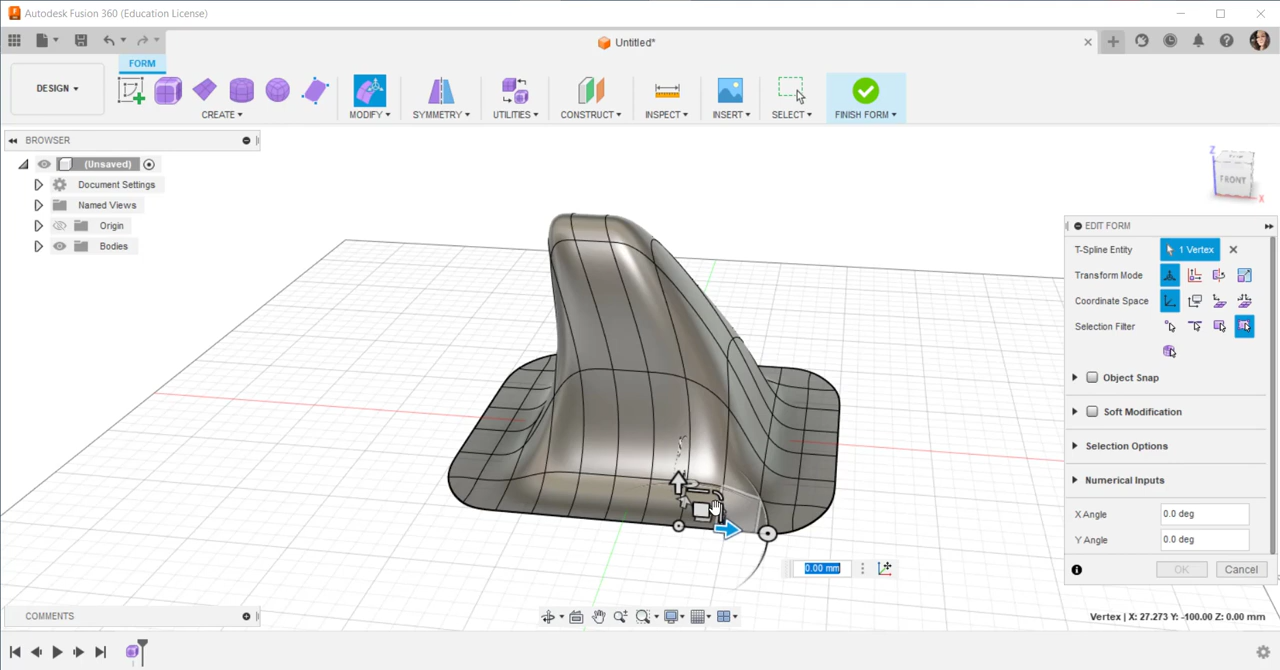 Autodesk Fusion 360 (Education License)
Untitled*
FORM
DESIGN
CREATE
MODIFY
SYMMETRY
UTILITIES
CONSTRUCT
INSPECT
INSERT
SELECT
FINISH FORM
BROWSER
(Unsaved)
Document Settings
Named Views
Origin
Bodies
Z
FRONT
X
EDIT FORM
T-Spline Entity
1 Vertex
Transform Mode
Coordinate Space
Selection Filter
Object Snap
Soft Modification
Selection Options
Numerical Inputs
X Angle
0.0 deg
Y Angle
0.0 deg
OK
Cancel
0.00 mm
COMMENTS
Vertex | X: 27.273 Y: -100.00 Z: 0.00 mm